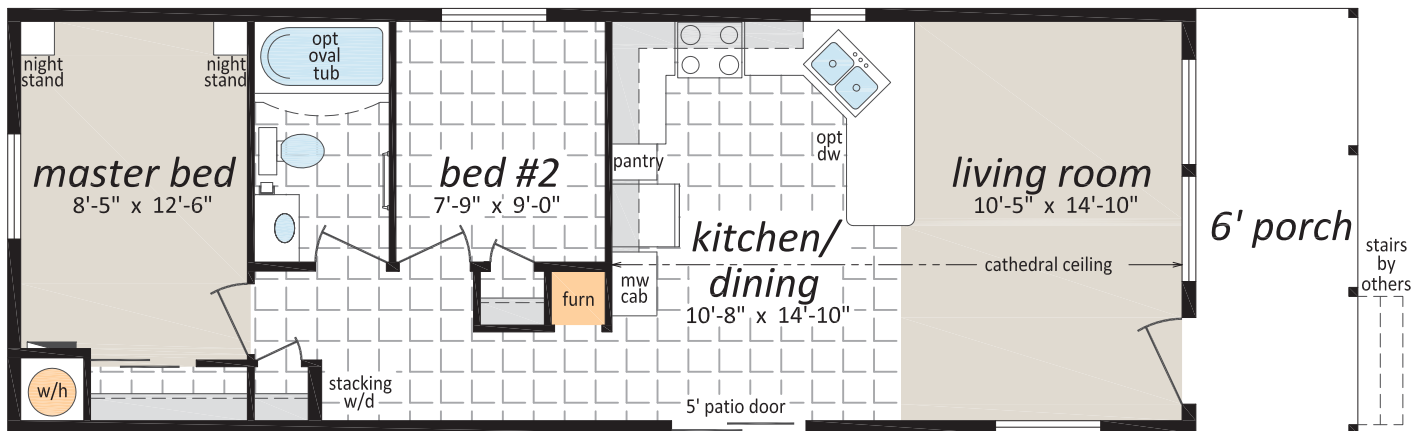 night
stand
night
stand
opt
oval
tub
master bed
8'-5" x 12'-6"
bed #2
7'-9" x 9'-0"
pantry
opt
dw
living room
10'-5" x 14'-10"
kitchen/
dining
10'-8" x 14'-10"
6' porch
stairs
by
others
cathedral ceiling
mw
cab
furn
w/h
stacking
w/d
5' patio door